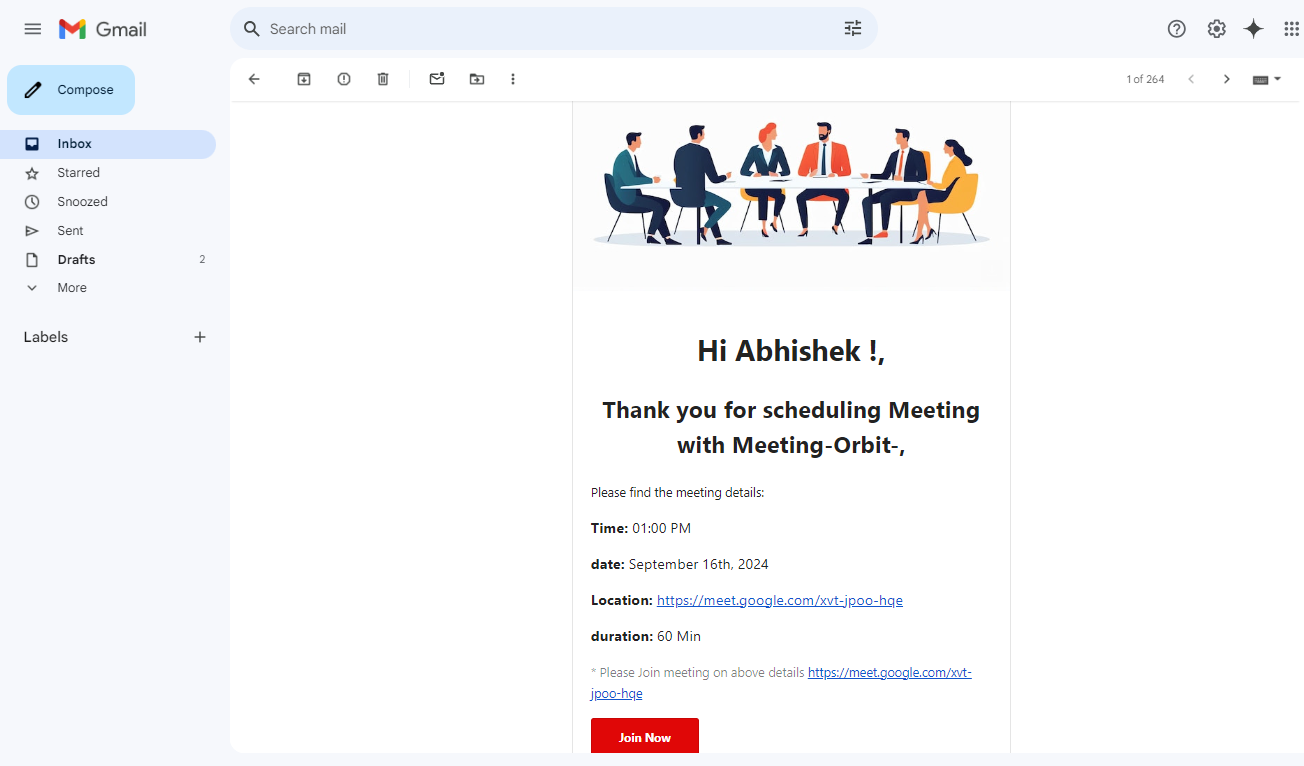 Gmail
Search mail
Compose
1 of 264
Inbox
Starred
Snoozed
Sent
Drafts 2
More
Labels
Hi Abhishek !,
Thank you for scheduling Meeting
with Meeting-Orbit-,
Please find the meeting details:
Time: 01:00 PM
date: September 16th, 2024
Location: https://meet.google.com/xvt-jpoo-hqe
duration: 60 Min
* Please Join meeting on above details https://meet.google.com/xvt-
jpoo-hqe
Join Now